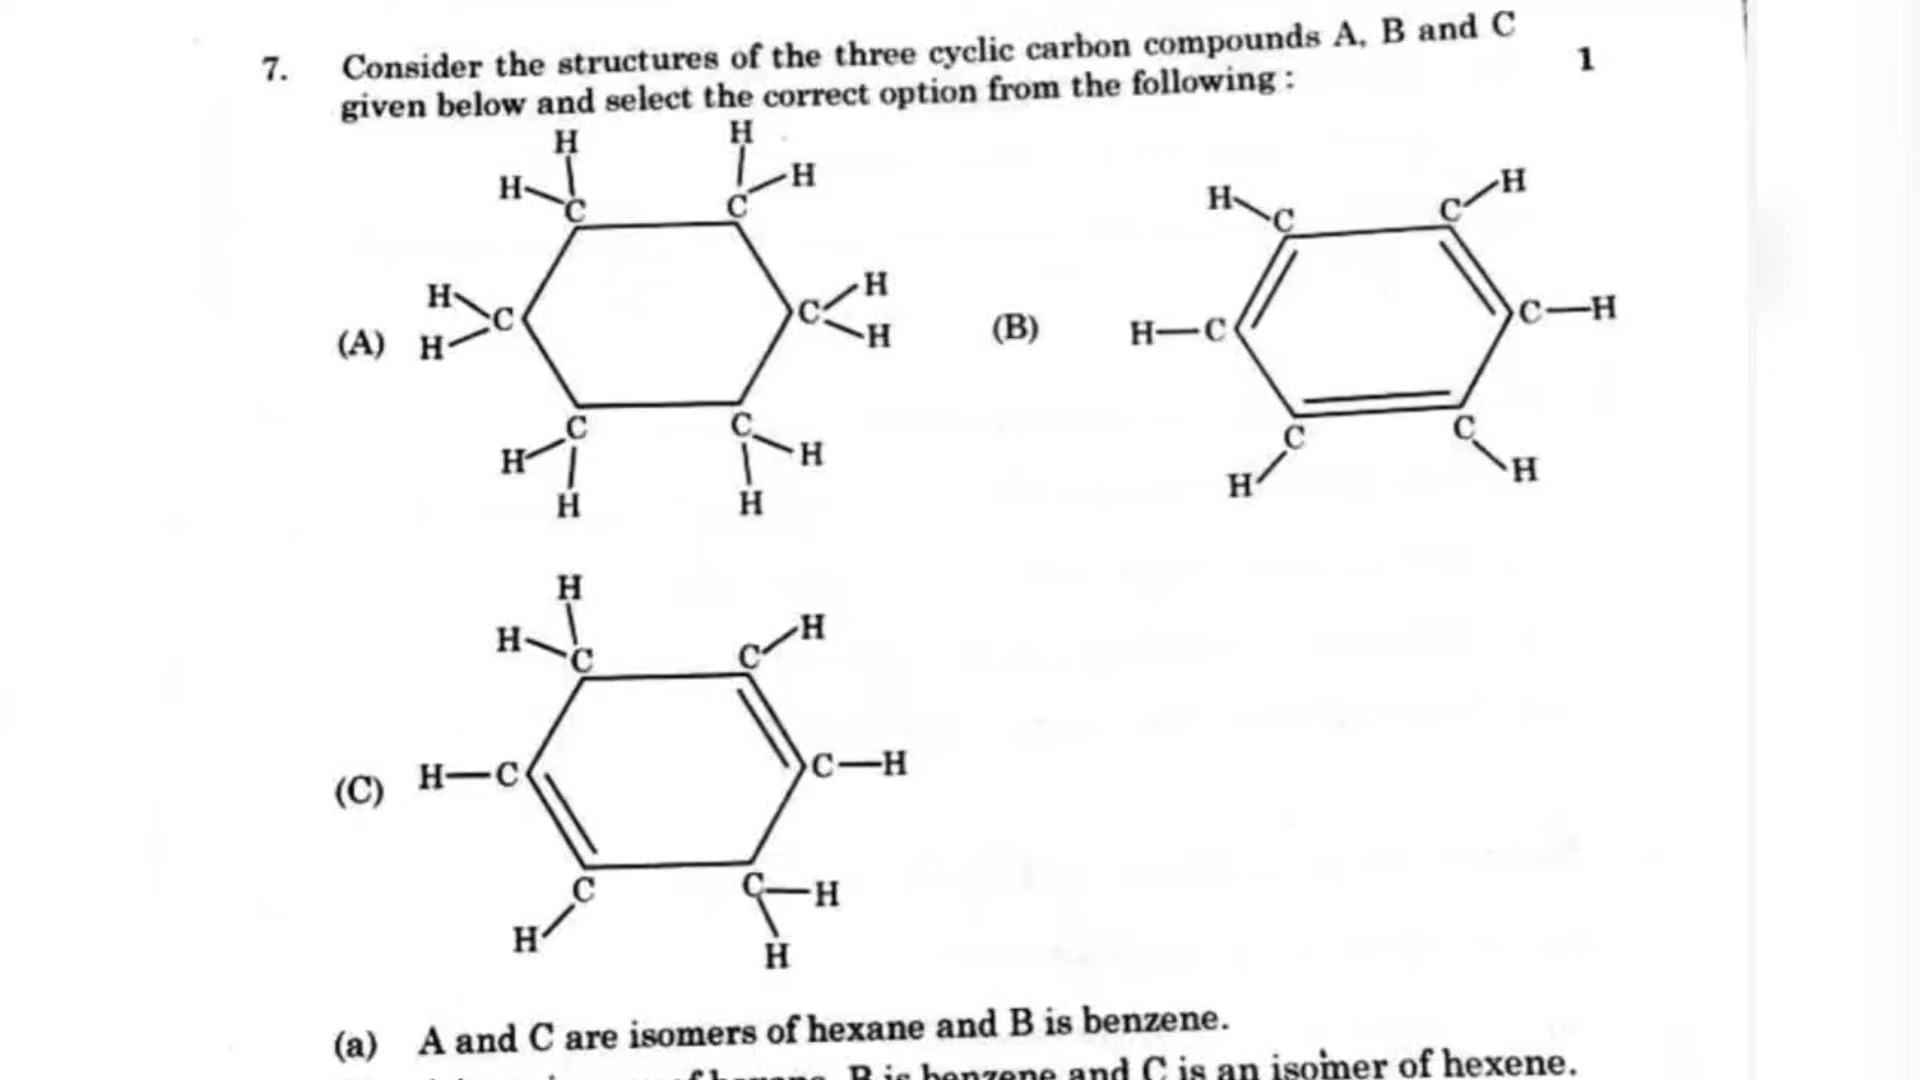 7. Consider the structures of the three cyclic carbon compounds A, B and C 1
given below and select the correct option from the following :
H H
H C C H
H H
H C C H
(A) H H
H C C H
H H
H C C H
(B) H—C C—H
C C
H H
H
H C C H
(C) H—C C—H
C C—H
H H
(a) A and C are isomers of hexane and B is benzene.
B is benzene and C is an isomer of hexene.